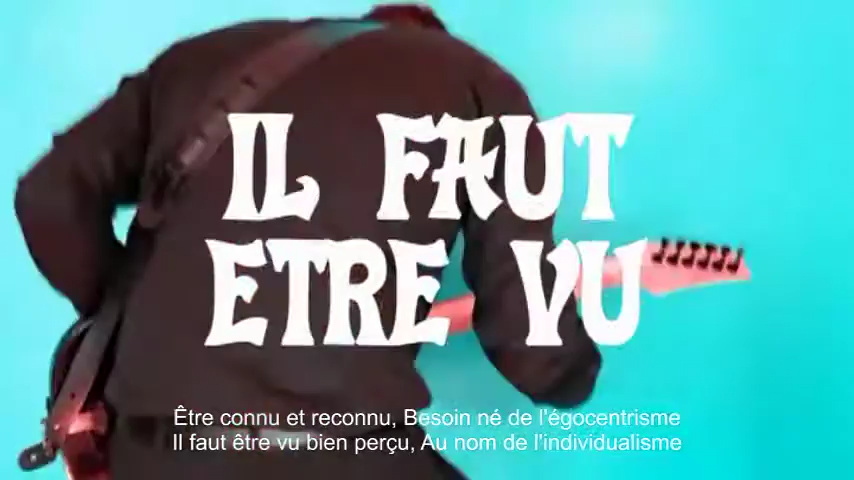 IL FAUT
ETRE VU
Être connu et reconnu, Besoin né de l'égocentrisme
Il faut être vu bien perçu, Au nom de l'individualisme